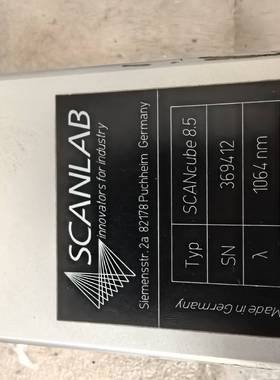 SCANLAB
innovators for industry
Siemensstr. 2a 82178 Puchheim Germany
Typ SCANcube 8.5
SN 369412
λ 1064 nm
Made in Germany